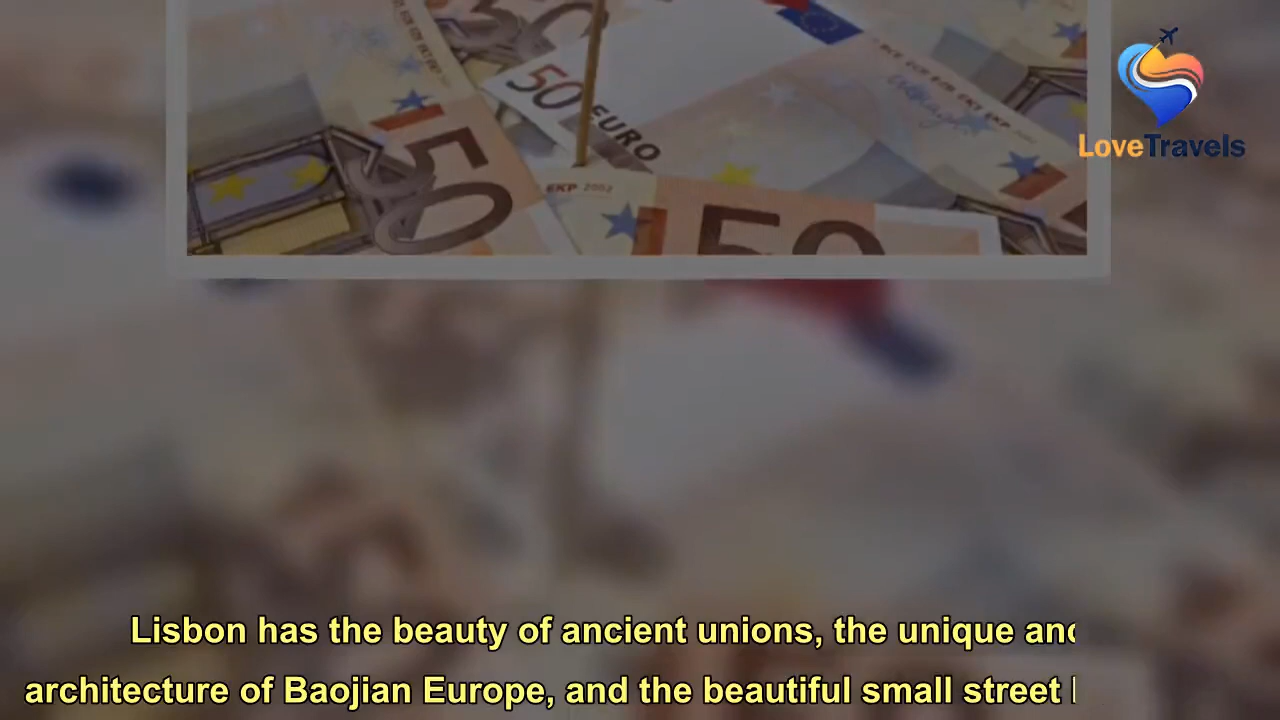 50
50
EURO
LoveTravels
EKP 2002
50
50
Lisbon has the beauty of ancient unions, the unique and
architecture of Baojian Europe, and the beautiful small street